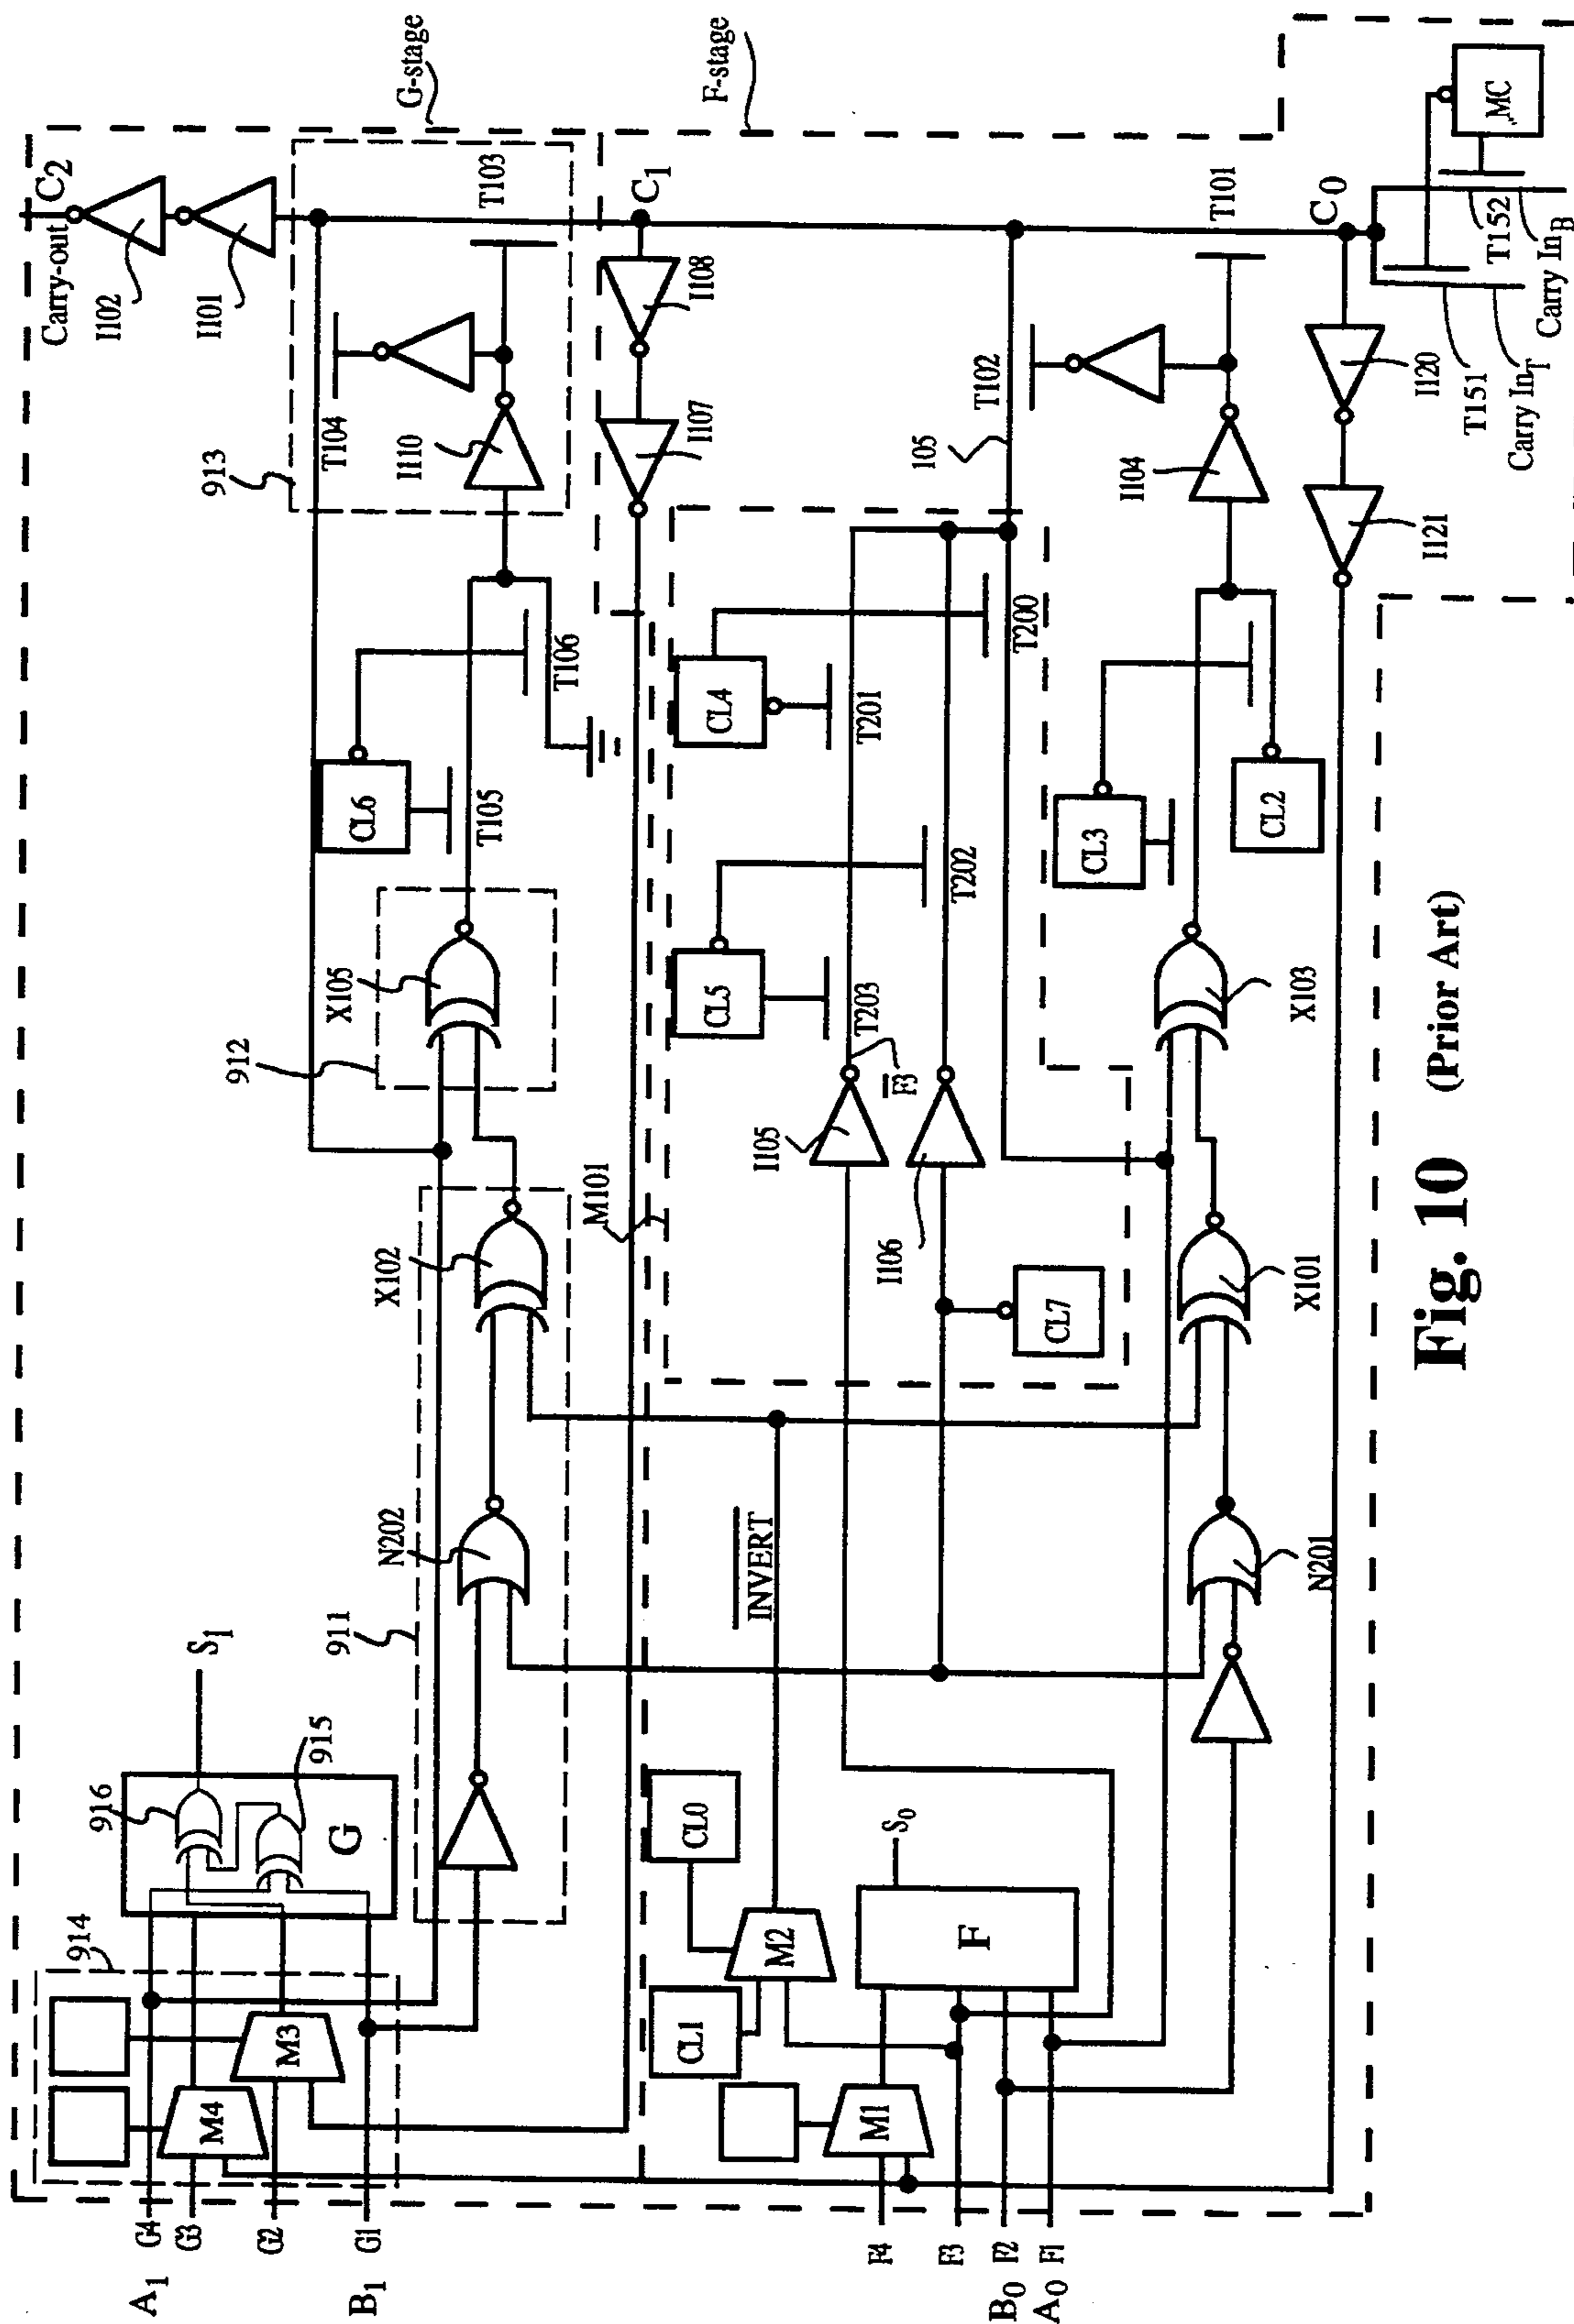 C2
Carry-out
I102
I101
G-stage
F-stage
913
T104
T103
I110
C1
I108
I107
T106
CL6
T105
X105
912
X102
N202
911
S1
916
915
G
914
M3
M4
A1
G4
G3
G2
G1
B1
M101
CL4
T201
T200
CL5
T203
T202
F3
I105
I106
CL7
105
T102
T101
I104
CL3
CL2
X103
X101
N201
INVERT
CL0
CL1
M2
M1
F
S0
F4
F3
B0 F2
A0 F1
C0
I120
I121
T151
T152
MC
Carry InT
Carry InB
Fig. 10 (Prior Art)